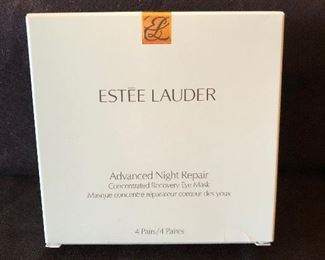 EL
ESTĒE LAUDER
Advanced Night Repair
Concentrated Recovery Eye Mask
Masque concentré réparateur contour des yeux
4 Pairs/4 Paires